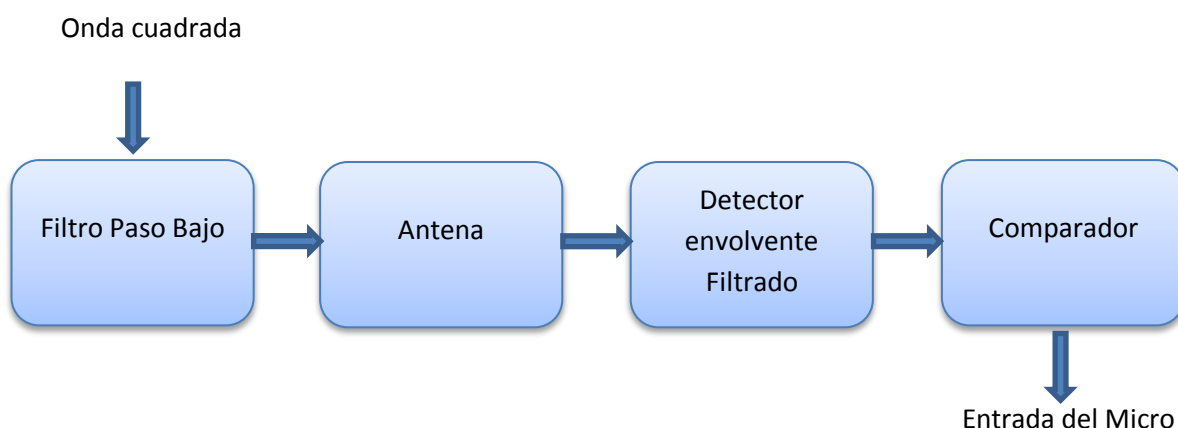 Onda cuadrada
Filtro Paso Bajo
Antena
Detector
envolvente
Filtrado
Comparador
Entrada del Micro